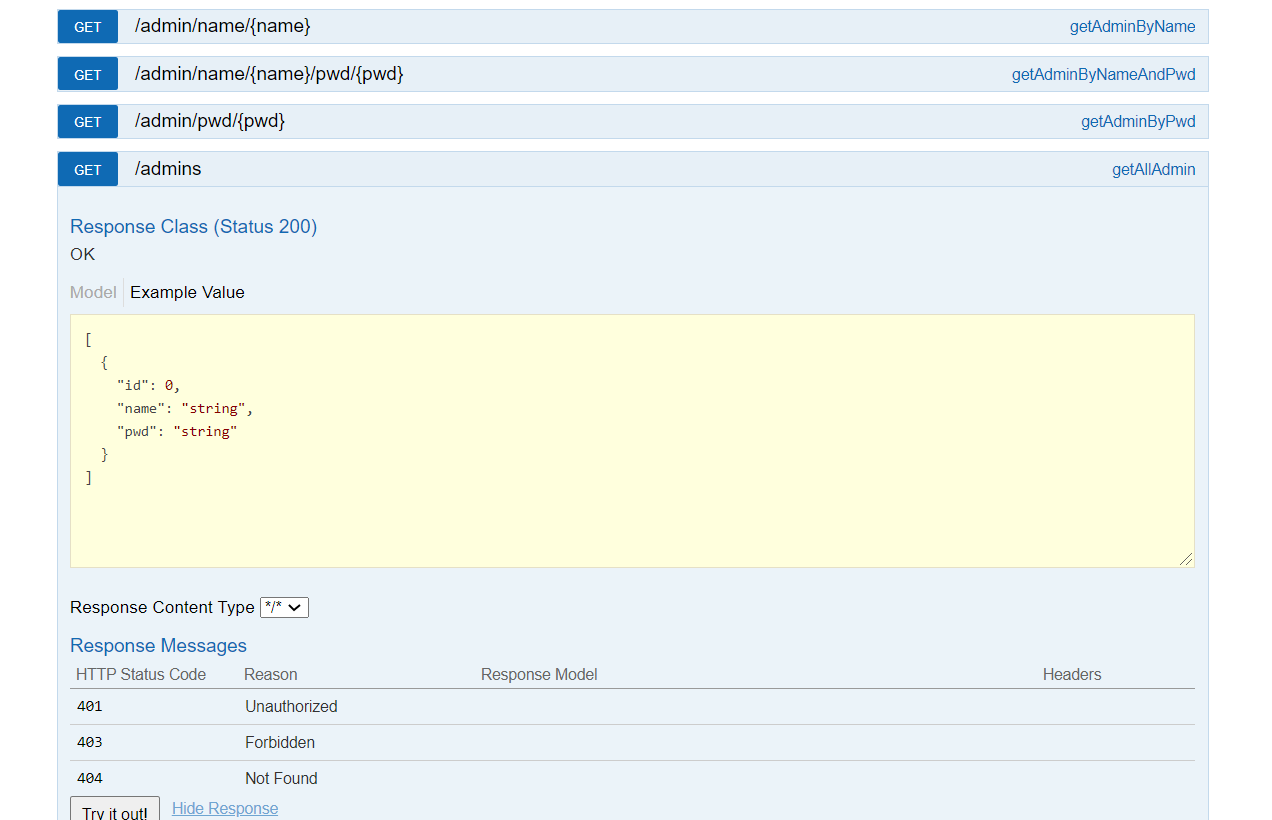 GET /admin/name/{name} getAdminByName
GET /admin/name/{name}/pwd/{pwd} getAdminByNameAndPwd
GET /admin/pwd/{pwd} getAdminByPwd
GET /admins getAllAdmin
Response Class (Status 200)
OK
Model Example Value
[
  {
    "id": 0,
    "name": "string",
    "pwd": "string"
  }
]
Response Content Type */*
Response Messages
HTTP Status Code Reason Response Model Headers
401 Unauthorized
403 Forbidden
404 Not Found
Try it out! Hide Response